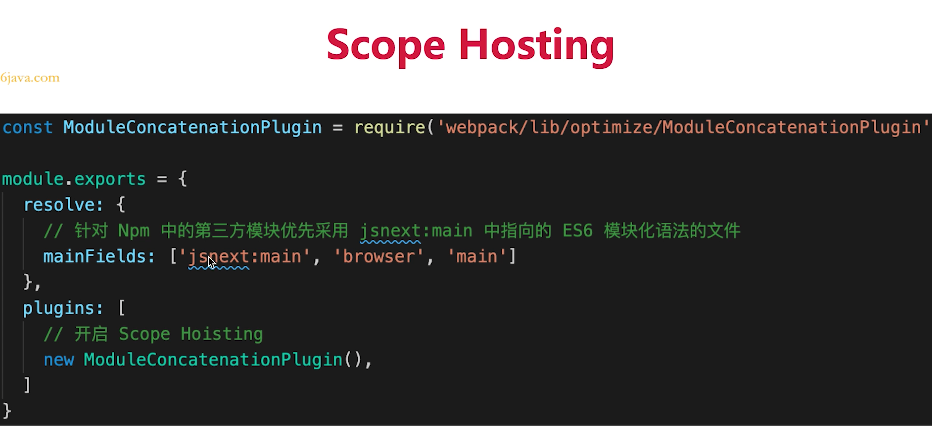 Scope Hosting
6java.com
const ModuleConcatenationPlugin = require('webpack/lib/optimize/ModuleConcatenationPlugin'
module.exports = {
resolve: {
// 针对 Npm 中的第三方模块优先采用 jsnext:main 中指向的 ES6 模块化语法的文件
mainFields: ['jsnext:main', 'browser', 'main']
},
plugins: [
// 开启 Scope Hoisting
new ModuleConcatenationPlugin(),
]
}